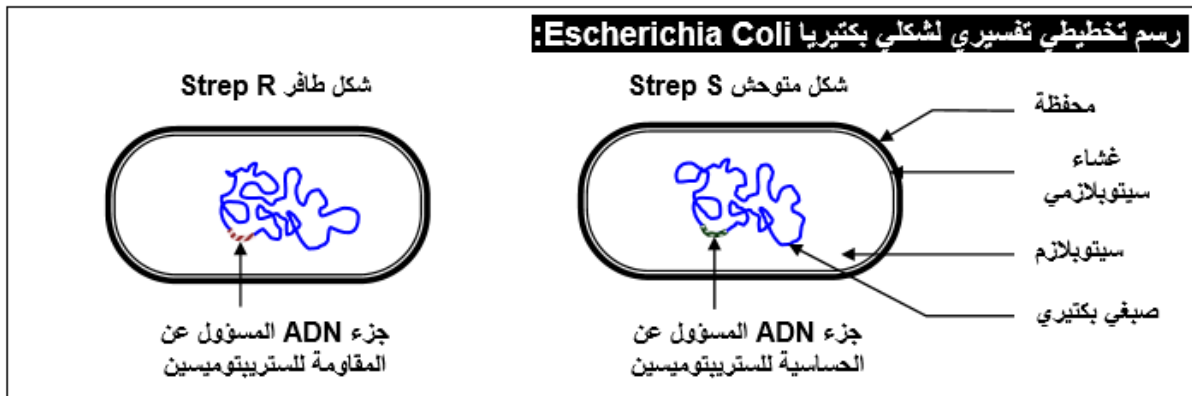 رسم تخطيطي تفسيري لشكلي بكتيريا Escherichia Coli:
شكل متوحش Strep S
شكل طافر Strep R
محفظة
غشاء
سيتوبلازمي
سيتوبلازم
صبغي بكتيري
جزء ADN المسؤول عن
الحساسية للستريبتوميسين
جزء ADN المسؤول عن
المقاومة للستريبتوميسين